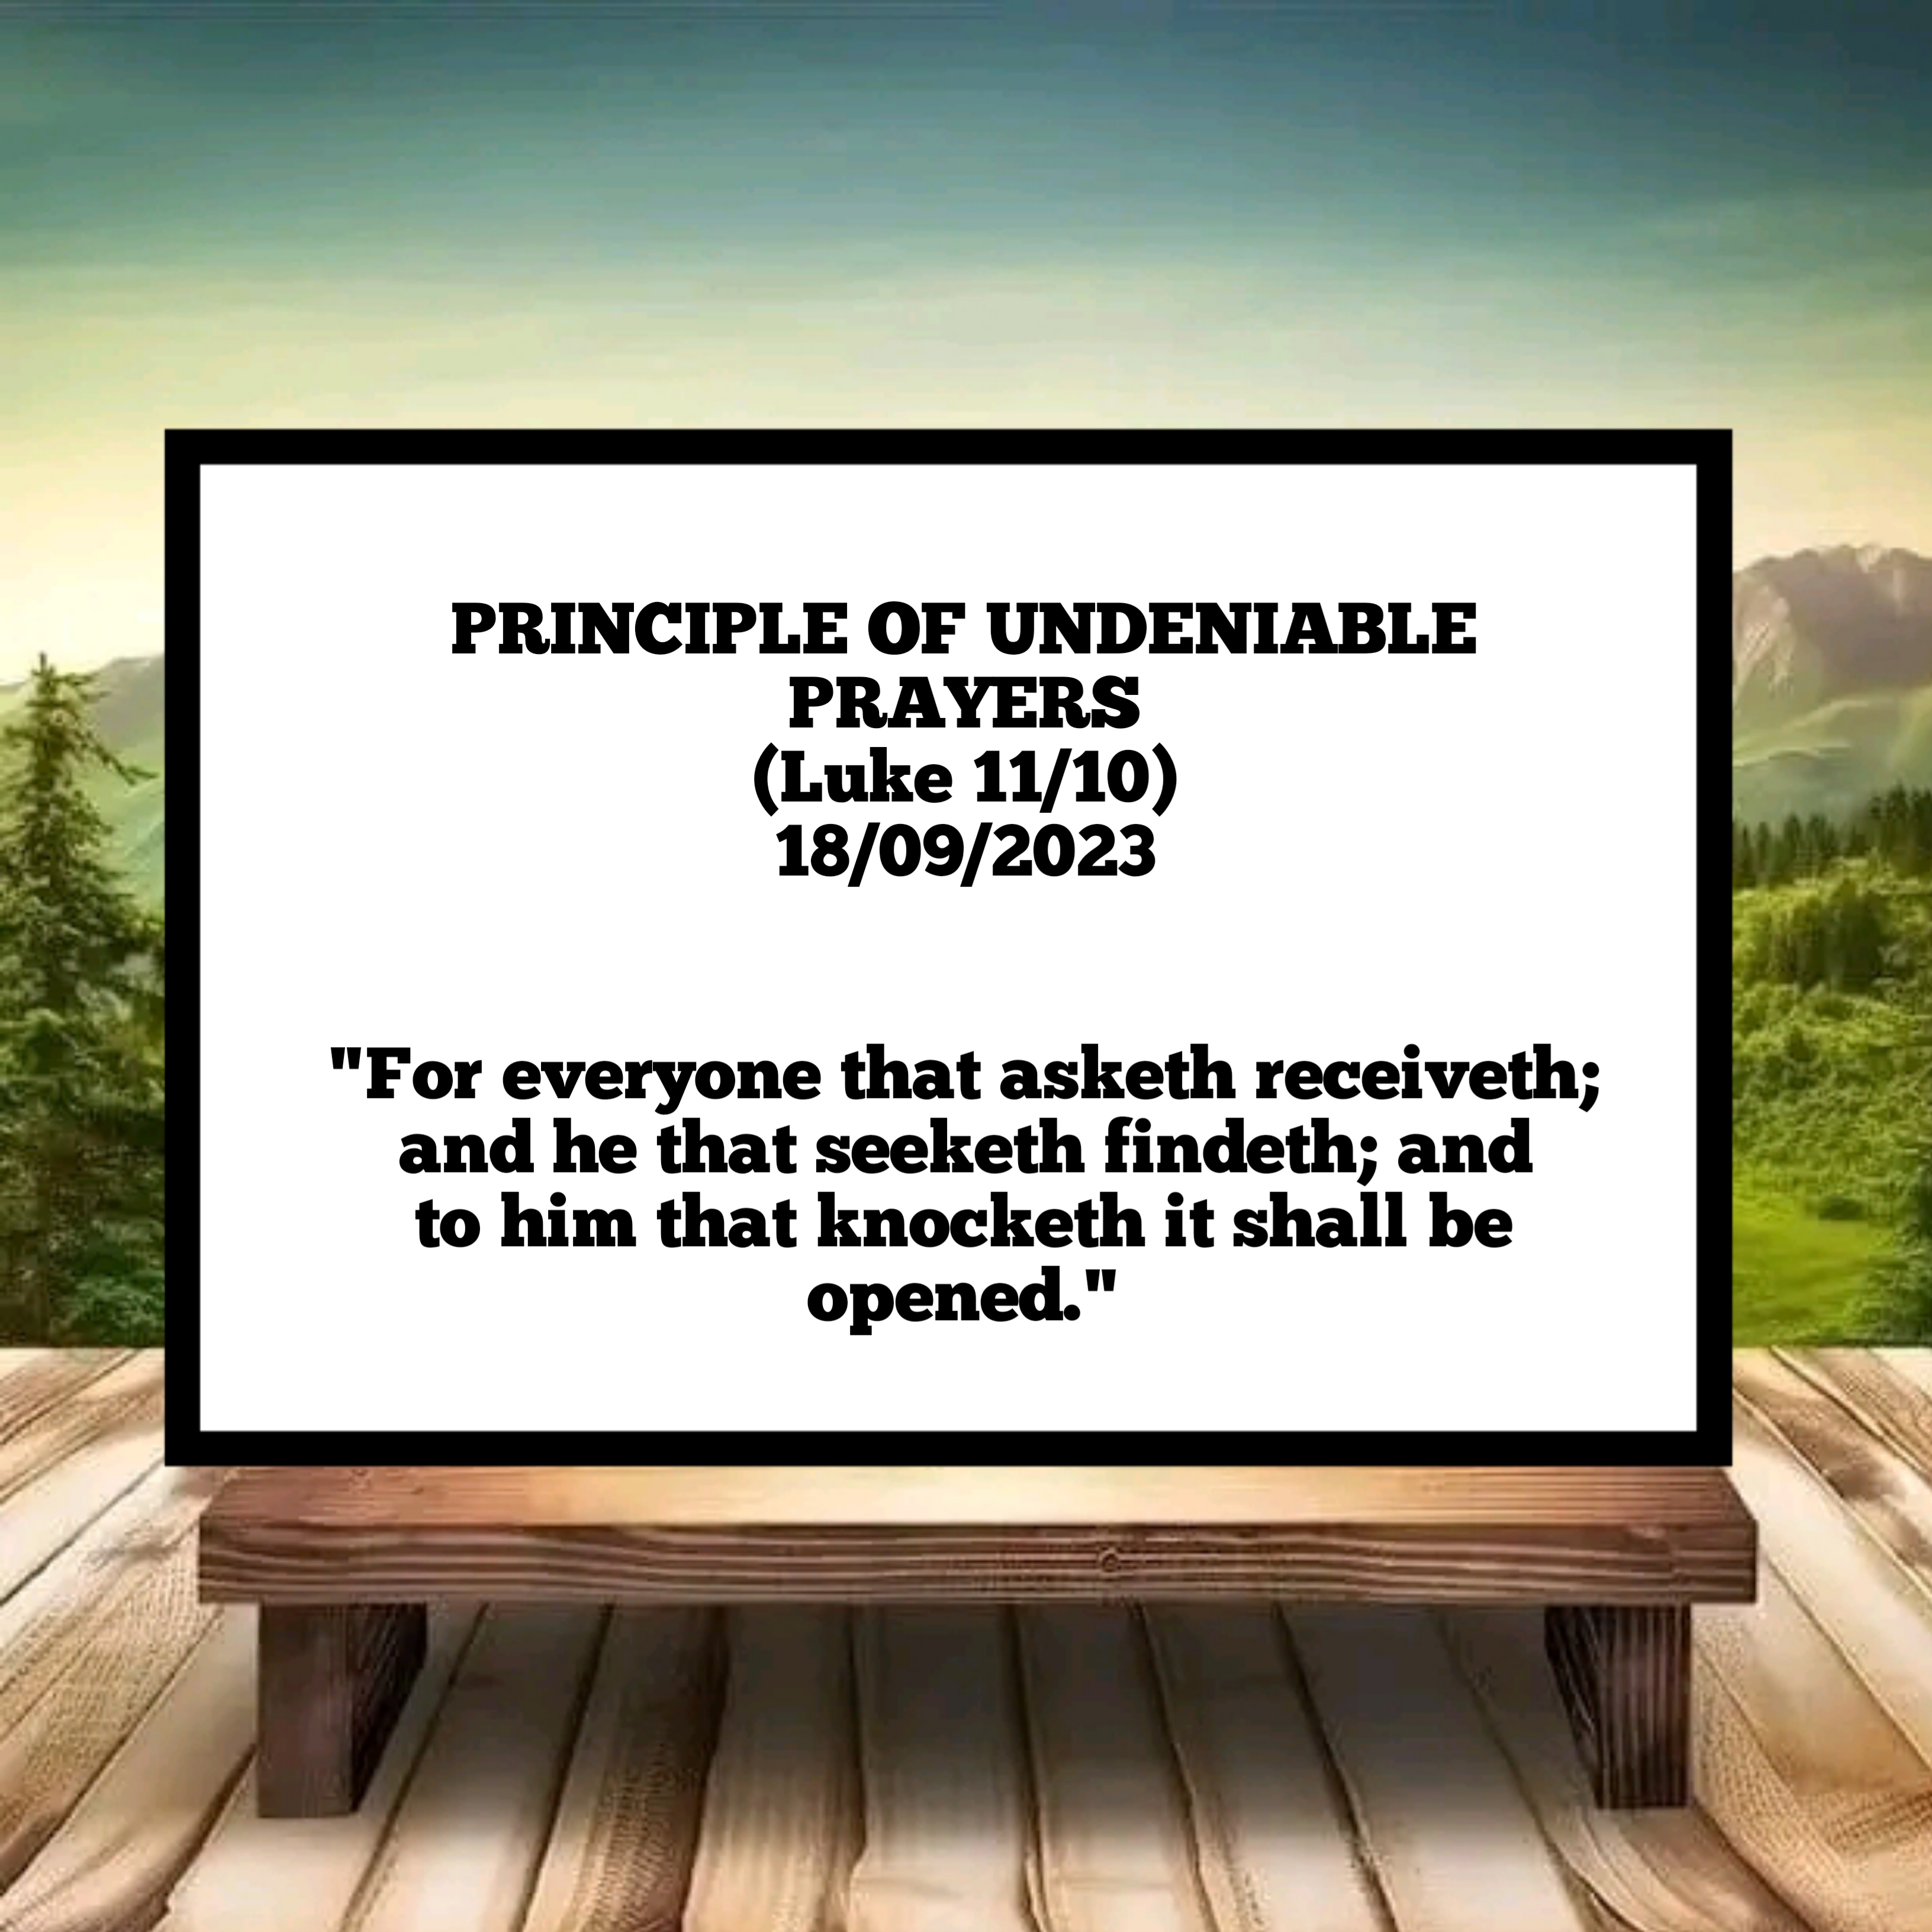 PRINCIPLE OF UNDENIABLE
PRAYERS
(Luke 11/10)
18/09/2023
"For everyone that asketh receiveth;
and he that seeketh findeth; and
to him that knocketh it shall be
opened."